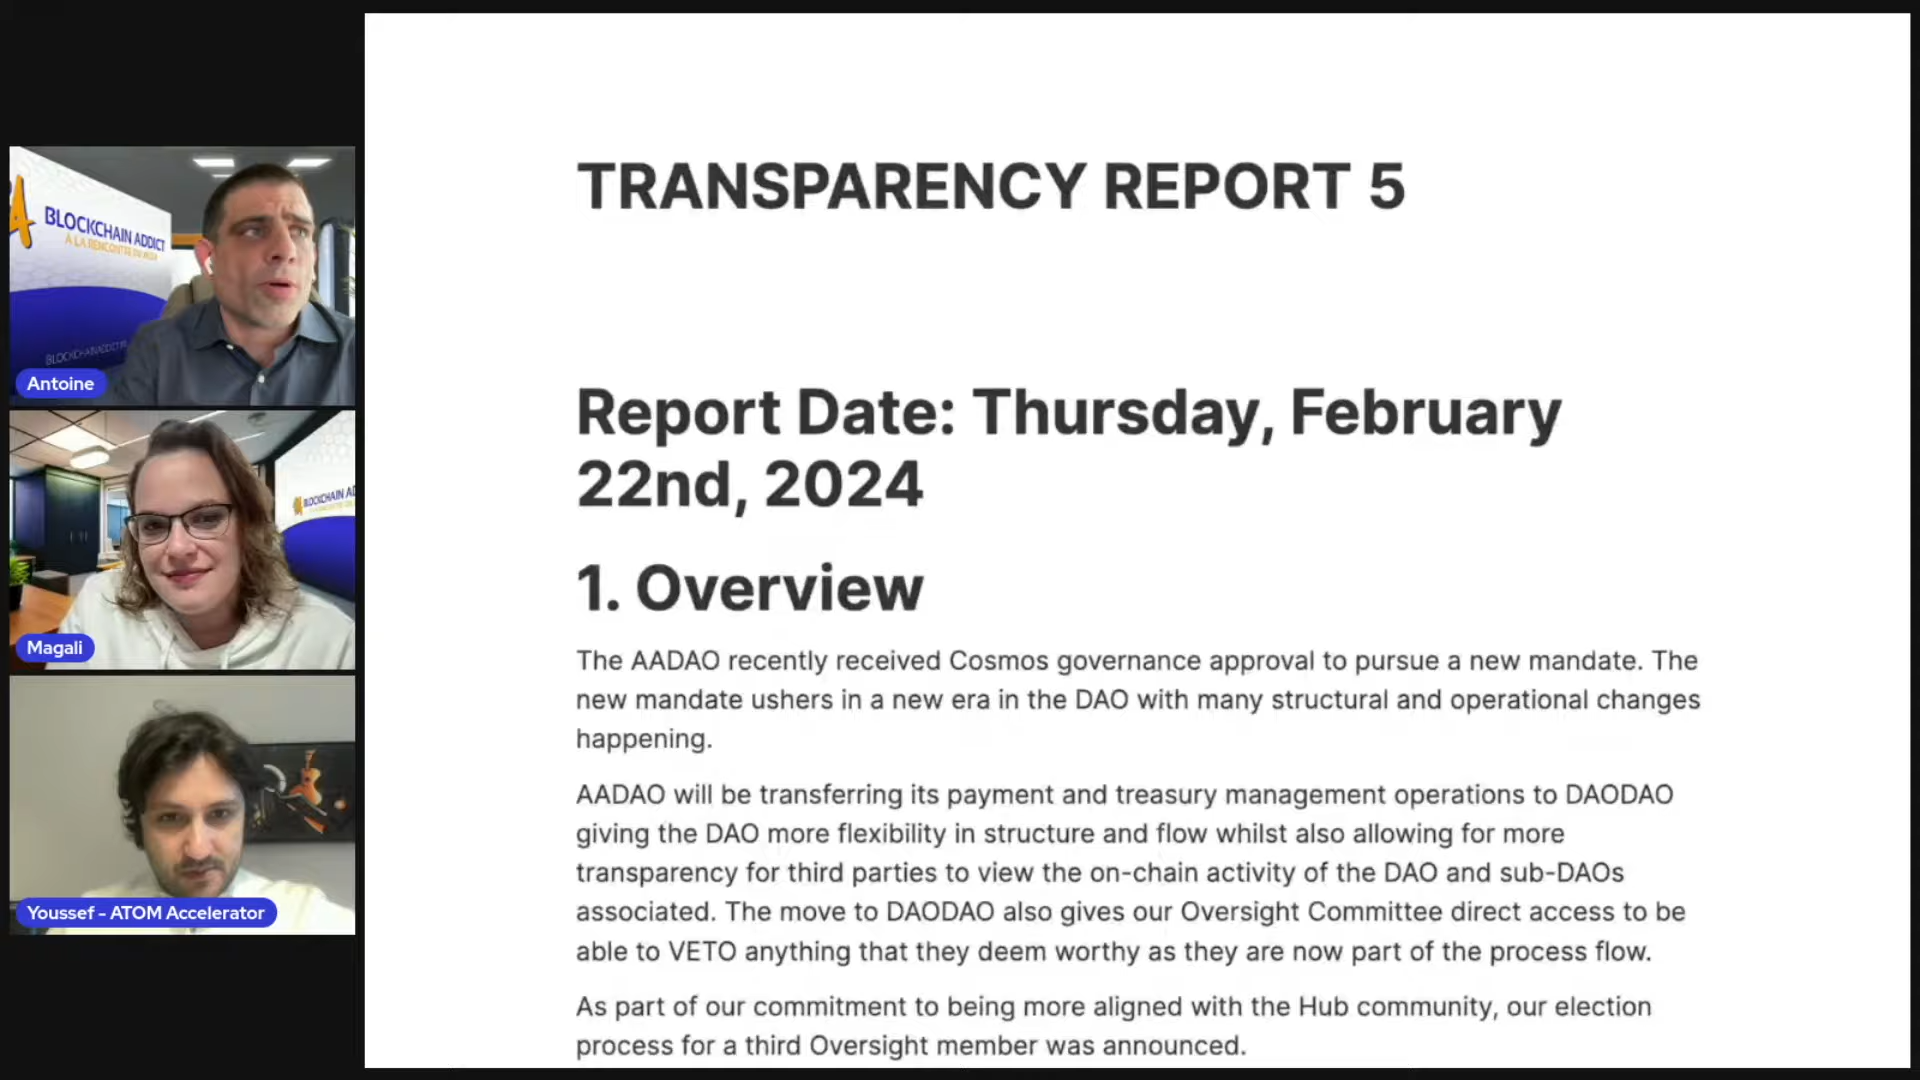 BLOCKCHAIN ADDICT
À LA RENCONTRE DU WEB3
Antoine
BLOCKCHAIN AD
Magali
Youssef - ATOM Accelerator
TRANSPARENCY REPORT 5
Report Date: Thursday, February
22nd, 2024
1. Overview
The AADAO recently received Cosmos governance approval to pursue a new mandate. The
new mandate ushers in a new era in the DAO with many structural and operational changes
happening.
AADAO will be transferring its payment and treasury management operations to DAODAO
giving the DAO more flexibility in structure and flow whilst also allowing for more
transparency for third parties to view the on-chain activity of the DAO and sub-DAOs
associated. The move to DAODAO also gives our Oversight Committee direct access to be
able to VETO anything that they deem worthy as they are now part of the process flow.
As part of our commitment to being more aligned with the Hub community, our election
process for a third Oversight member was announced.